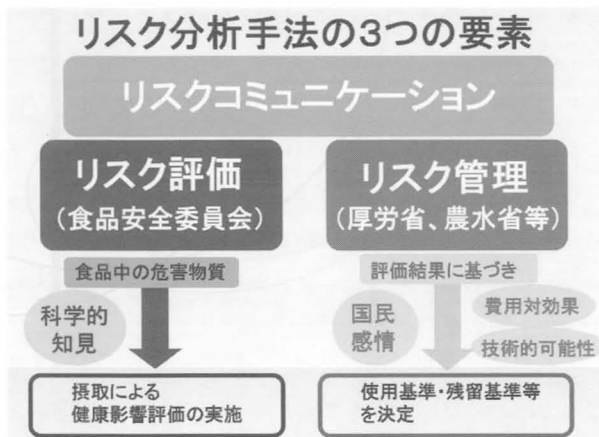 リスク分析手法の3つの要素
リスクコミュニケーション
リスク評価
（食品安全委員会）
リスク管理
（厚労省、農水省等）
食品中の危害物質
評価結果に基づき
科学的
知見
国民
感情
費用対効果
技術的可能性
摂取による
健康影響評価の実施
使用基準・残留基準等
を決定